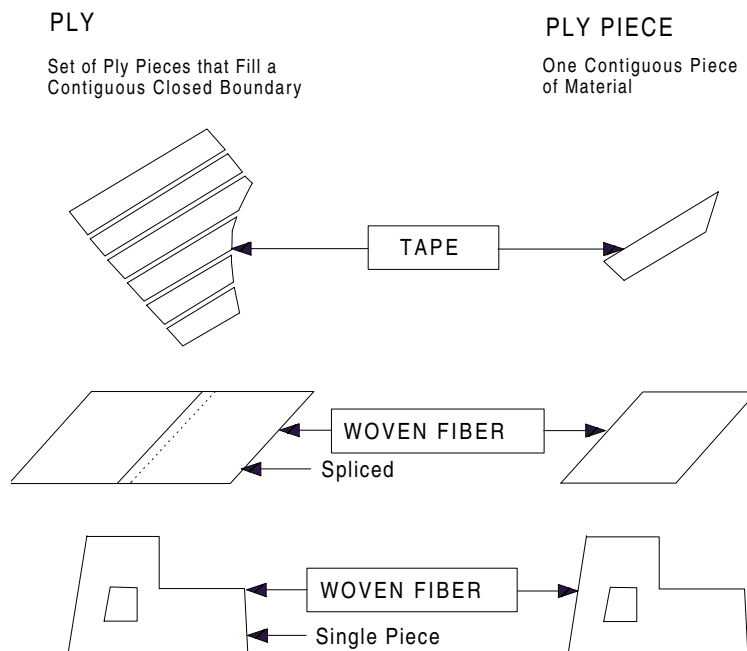 PLY
Set of Ply Pieces that Fill a
Contiguous Closed Boundary
PLY PIECE
One Contiguous Piece
of Material
TAPE
WOVEN FIBER
Spliced
WOVEN FIBER
Single Piece